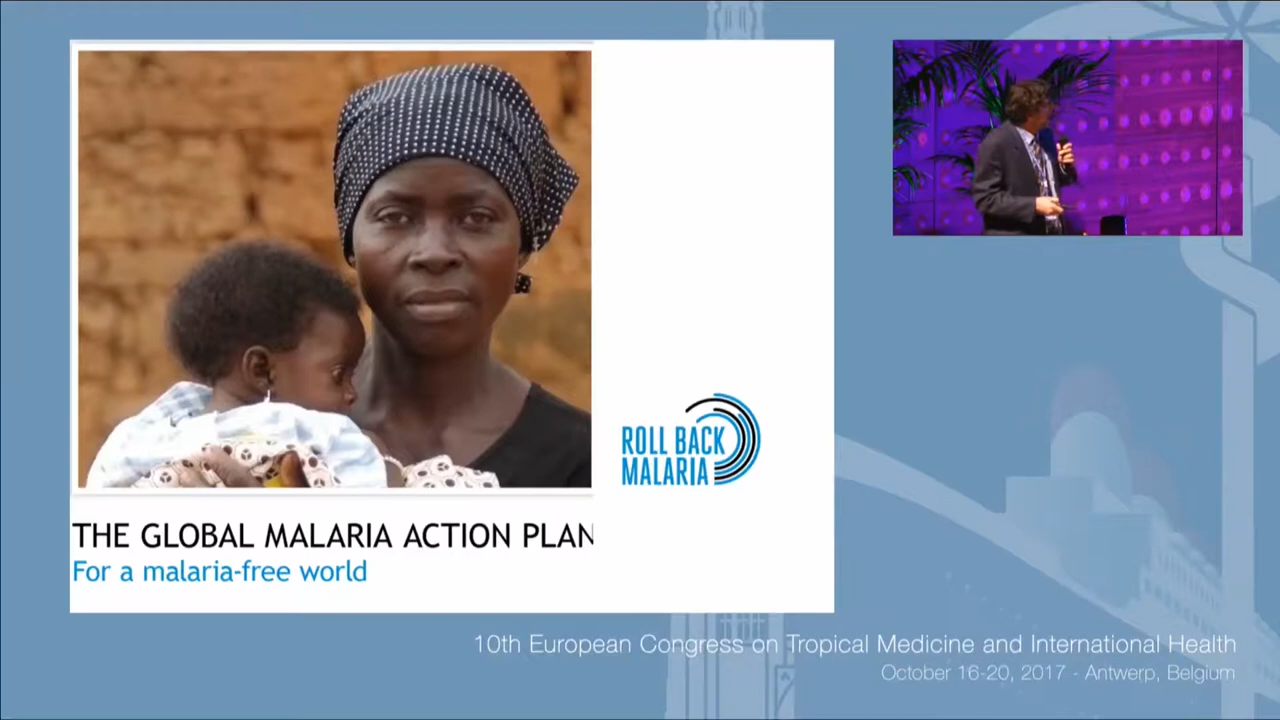 ROLL BACK
MALARIA
THE GLOBAL MALARIA ACTION PLAN
For a malaria-free world
10th European Congress on Tropical Medicine and International Health
October 16-20, 2017 - Antwerp, Belgium